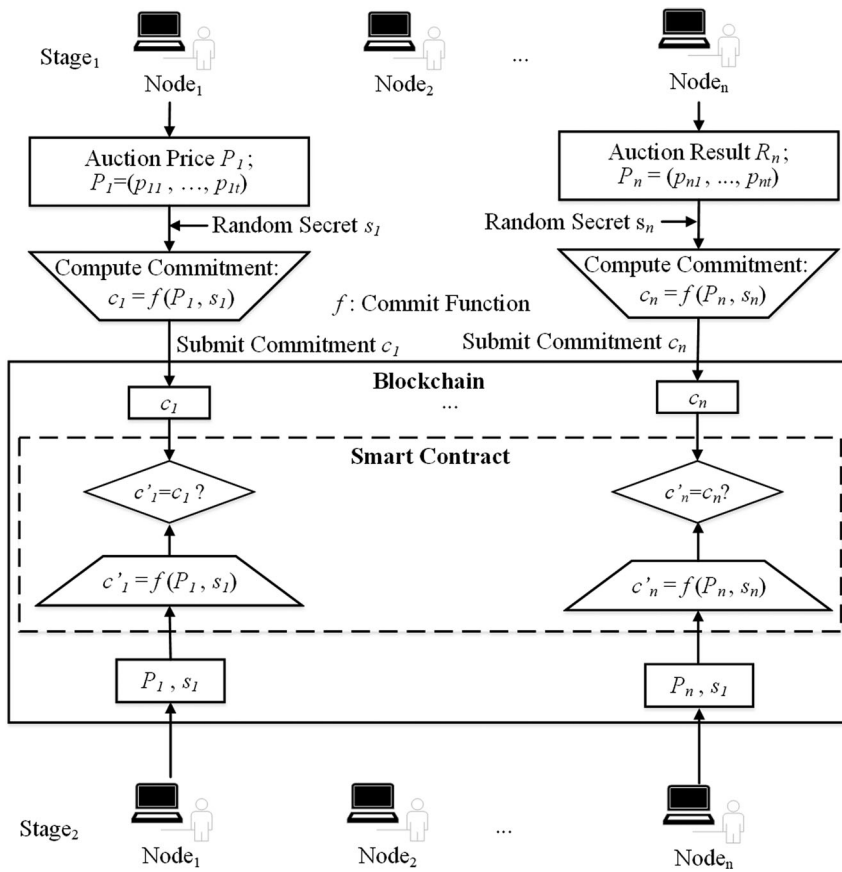 Stage₁
Node₁
Node₂
...
Nodeₙ
Auction Price P₁ ;
P₁=(p₁₁ , ..., p₁ₜ)
Auction Result Rₙ ;
Pₙ = (pₙ₁ , ..., pₙₜ)
Random Secret s₁
Random Secret sₙ
Compute Commitment:
c₁ = f (P₁ , s₁)
Compute Commitment:
cₙ = f (Pₙ , sₙ)
f : Commit Function
Submit Commitment c₁
Submit Commitment cₙ
Blockchain
c₁
...
cₙ
Smart Contract
c'₁=c₁ ?
c'ₙ=cₙ?
c'₁ = f (P₁ , s₁)
c'ₙ = f (Pₙ , sₙ)
P₁ , s₁
Pₙ , s₁
Stage₂
Node₁
Node₂
...
Nodeₙ